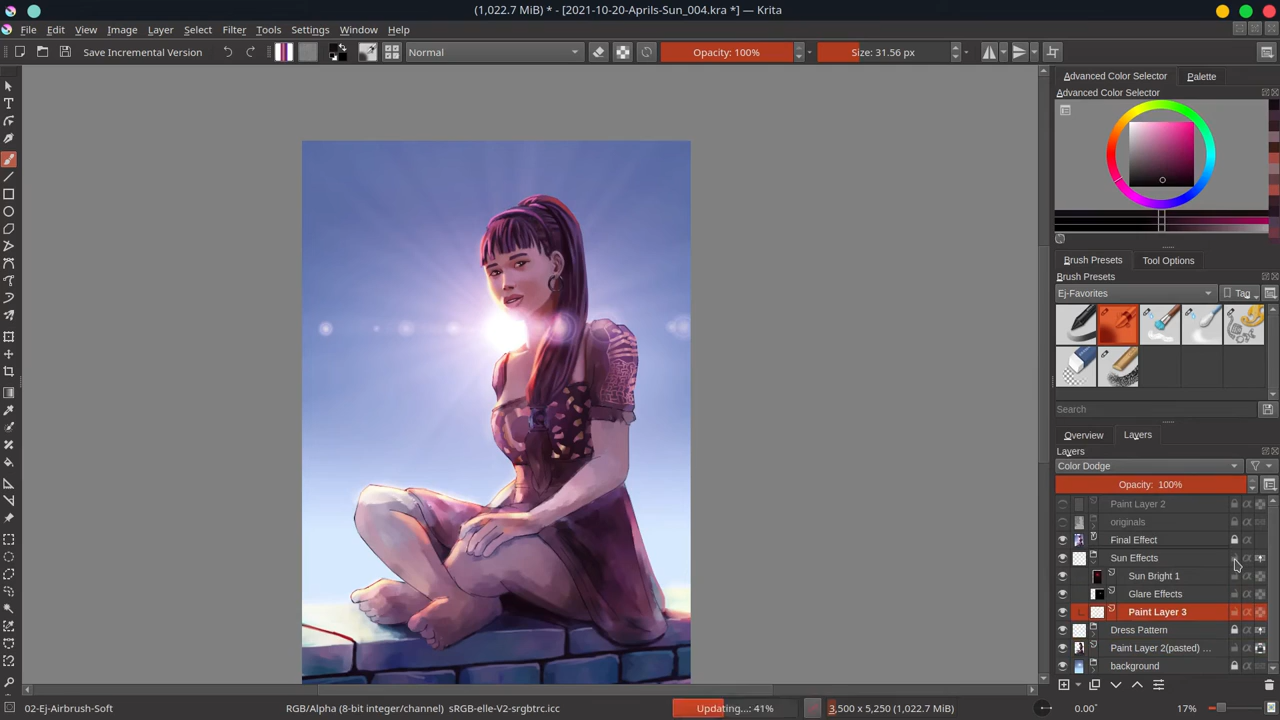 (1,022.7 MiB) * - [2021-10-20-Aprils-Sun_004.kra *] — Krita
File Edit View Image Layer Select Filter Tools Settings Window Help
Save Incremental Version Normal Opacity: 100% Size: 31.56 px
Advanced Color Selector Palette
Advanced Color Selector
Brush Presets Tool Options
Brush Presets
Ej-Favorites Tag
Search
Overview Layers
Layers
Color Dodge
Opacity: 100%
Paint Layer 2
originals
Final Effect
Sun Effects
Sun Bright 1
Glare Effects
Paint Layer 3
Dress Pattern
Paint Layer 2(pasted) ...
background
02-Ej-Airbrush-Soft RGB/Alpha (8-bit integer/channel) sRGB-elle-V2-srgbtrc.icc Updating...: 41% 3,500 x 5,250 (1,022.7 MiB) 0.00° 17%